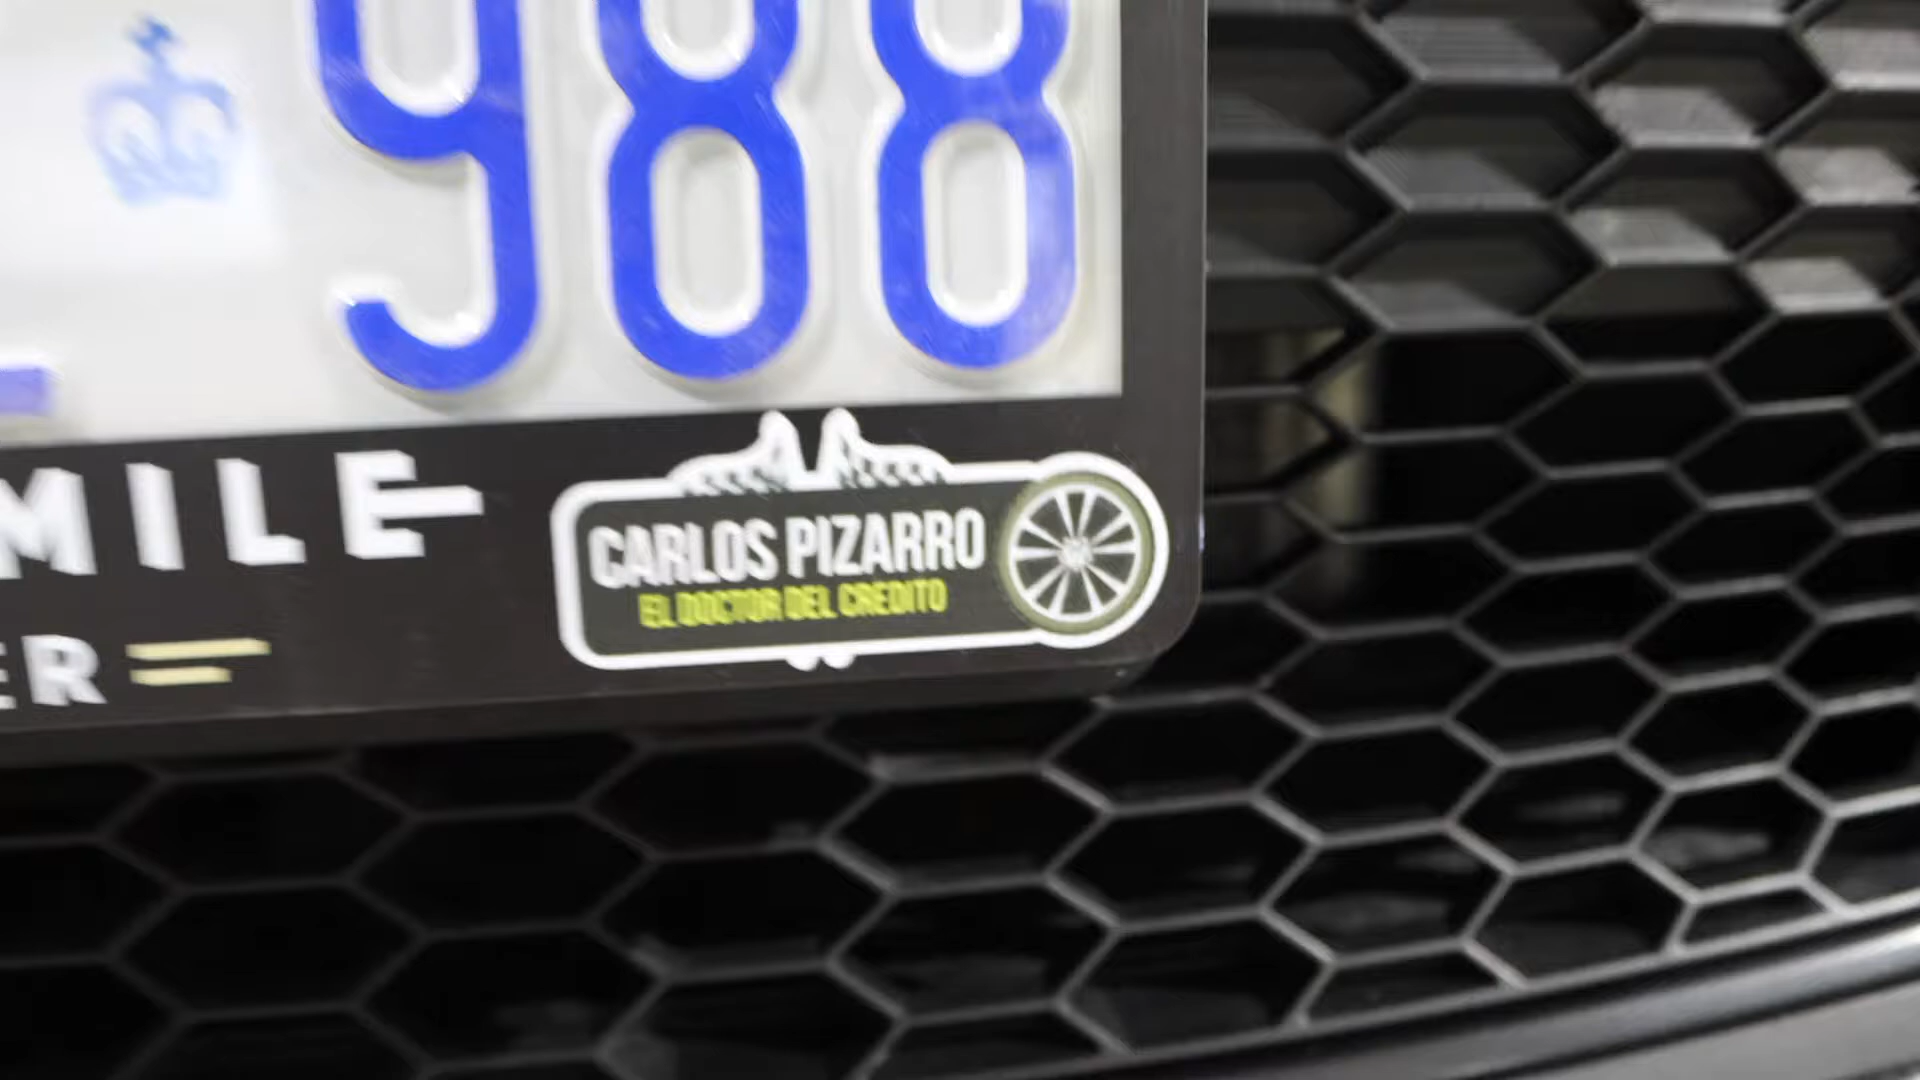 988
MILE
ER
CARLOS PIZARRO
EL DOCTOR DEL CREDITO